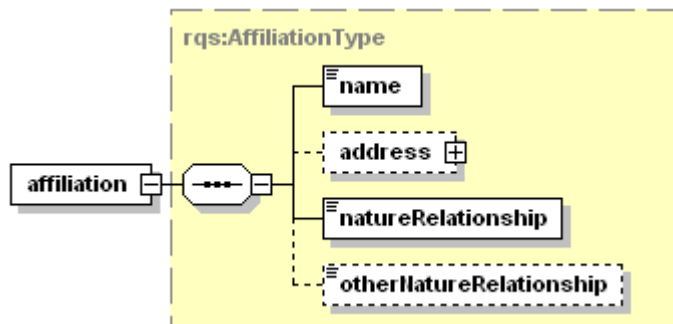 rqs:AffiliationType
name
address
affiliation
natureRelationship
otherNatureRelationship